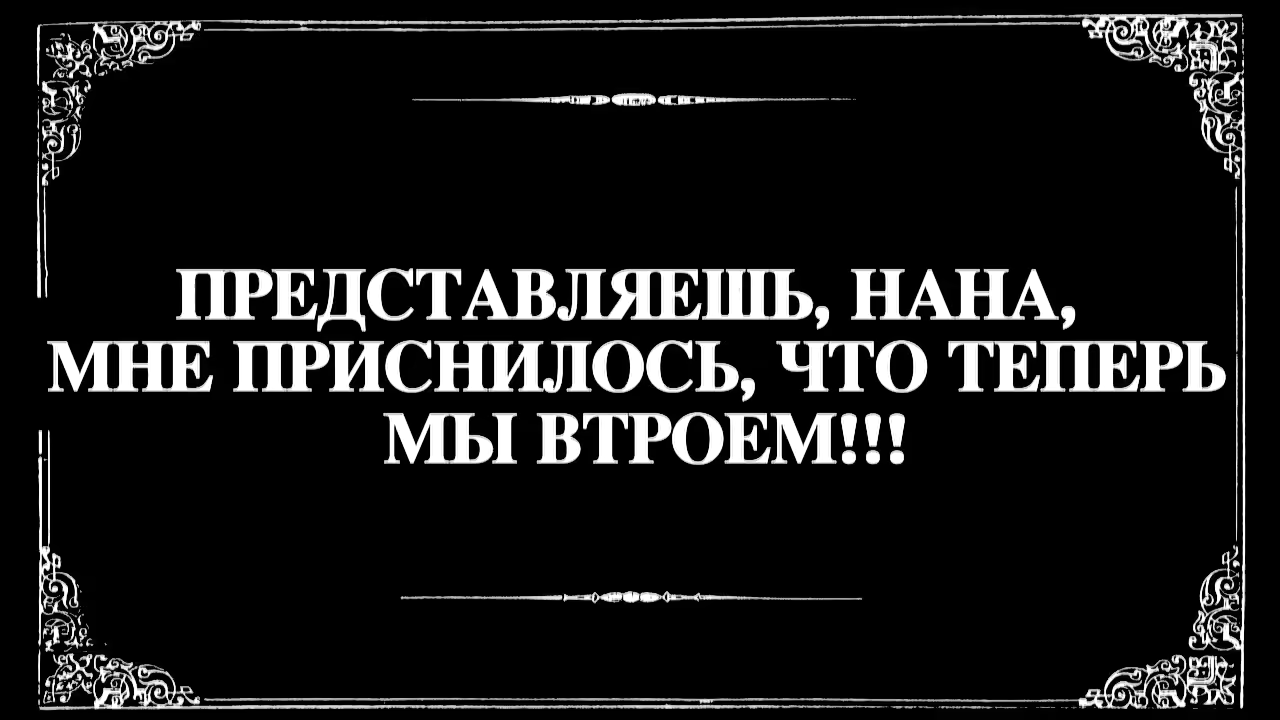 ПРЕДСТАВЛЯЕШЬ, НАНА,
МНЕ ПРИСНИЛОСЬ, ЧТО ТЕПЕРЬ
МЫ ВТРОЕМ!!!